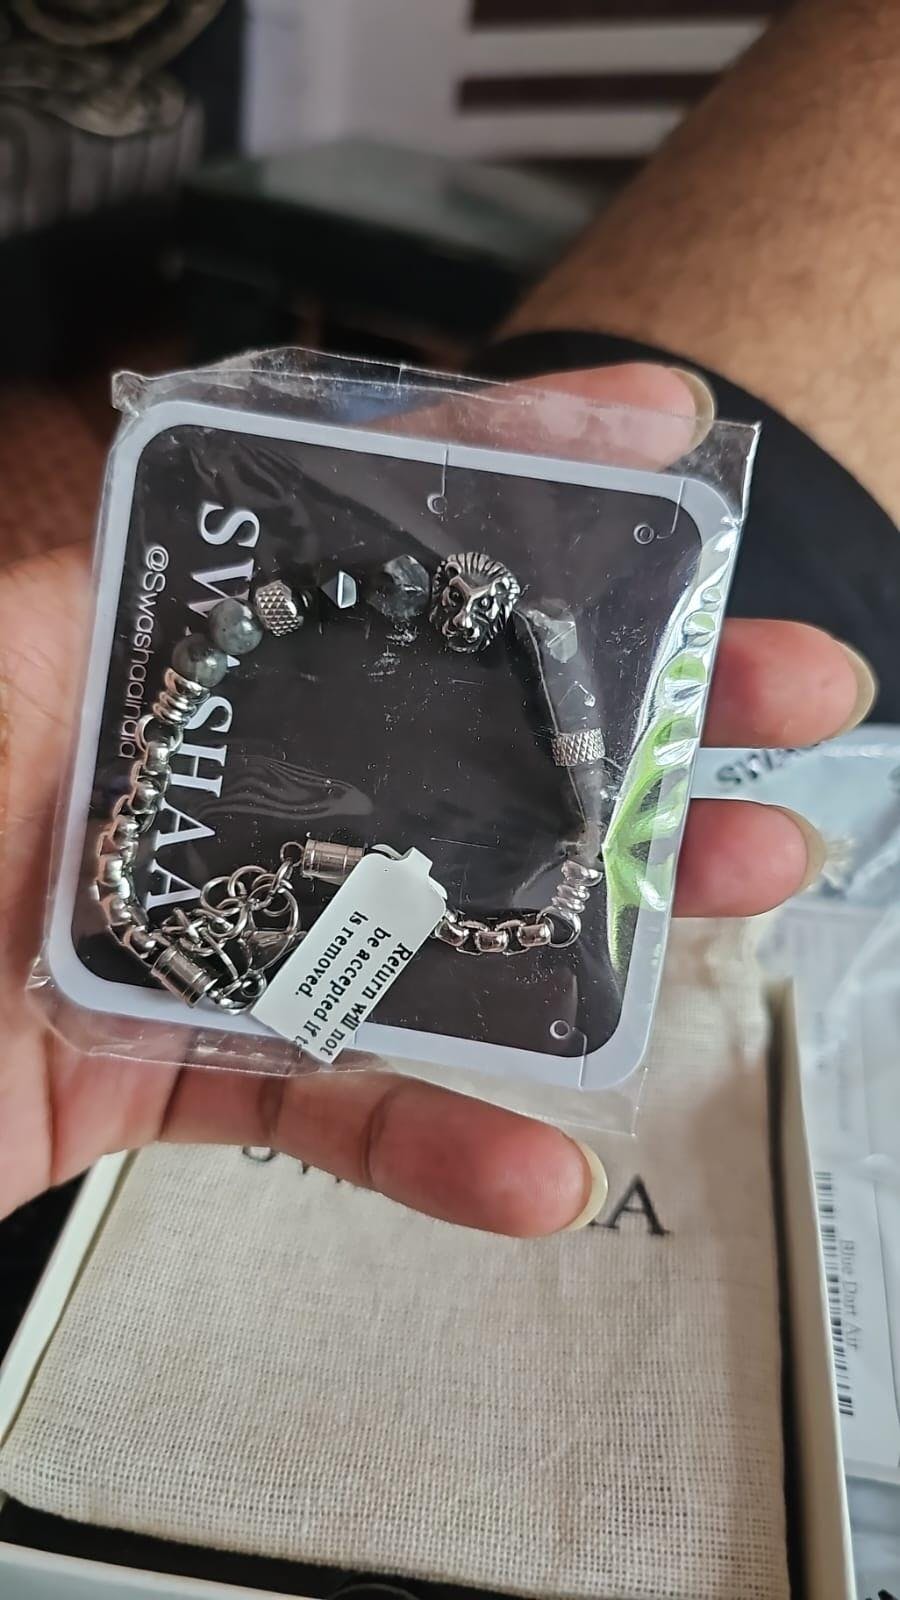 SWASHAA
@Swashaaindia
Return will not
be accepted if
is removed.
A
Blue Dart Air